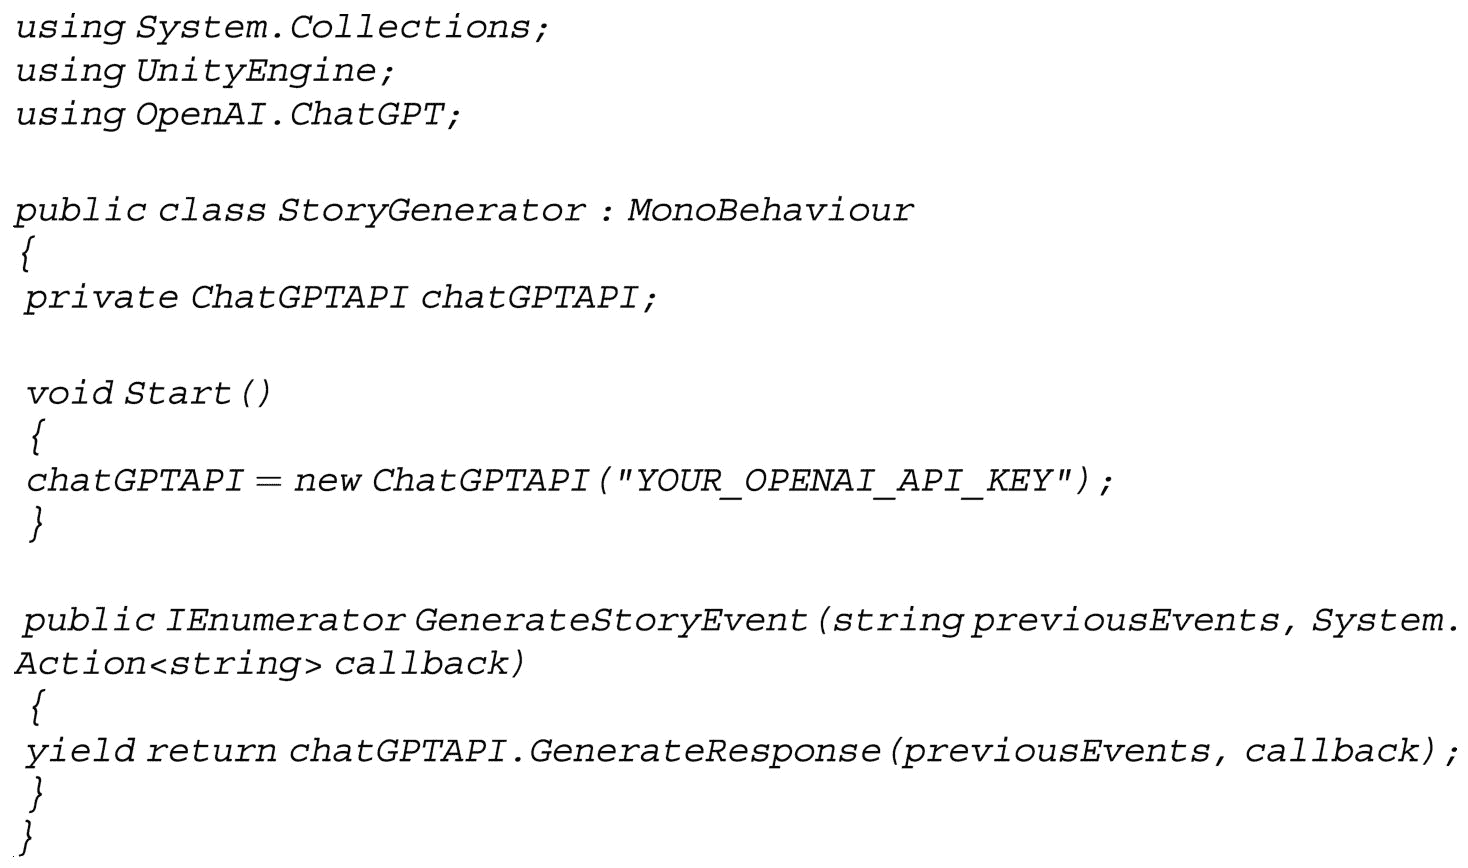 using System.Collections;
using UnityEngine;
using OpenAI.ChatGPT;
public class StoryGenerator : MonoBehaviour
{
private ChatGPTAPI chatGPTAPI;
void Start()
{
chatGPTAPI = new ChatGPTAPI("YOUR_OPENAI_API_KEY");
}
public IEnumerator GenerateStoryEvent(string previousEvents, System.
Action<string> callback)
{
yield return chatGPTAPI.GenerateResponse(previousEvents, callback);
}
}